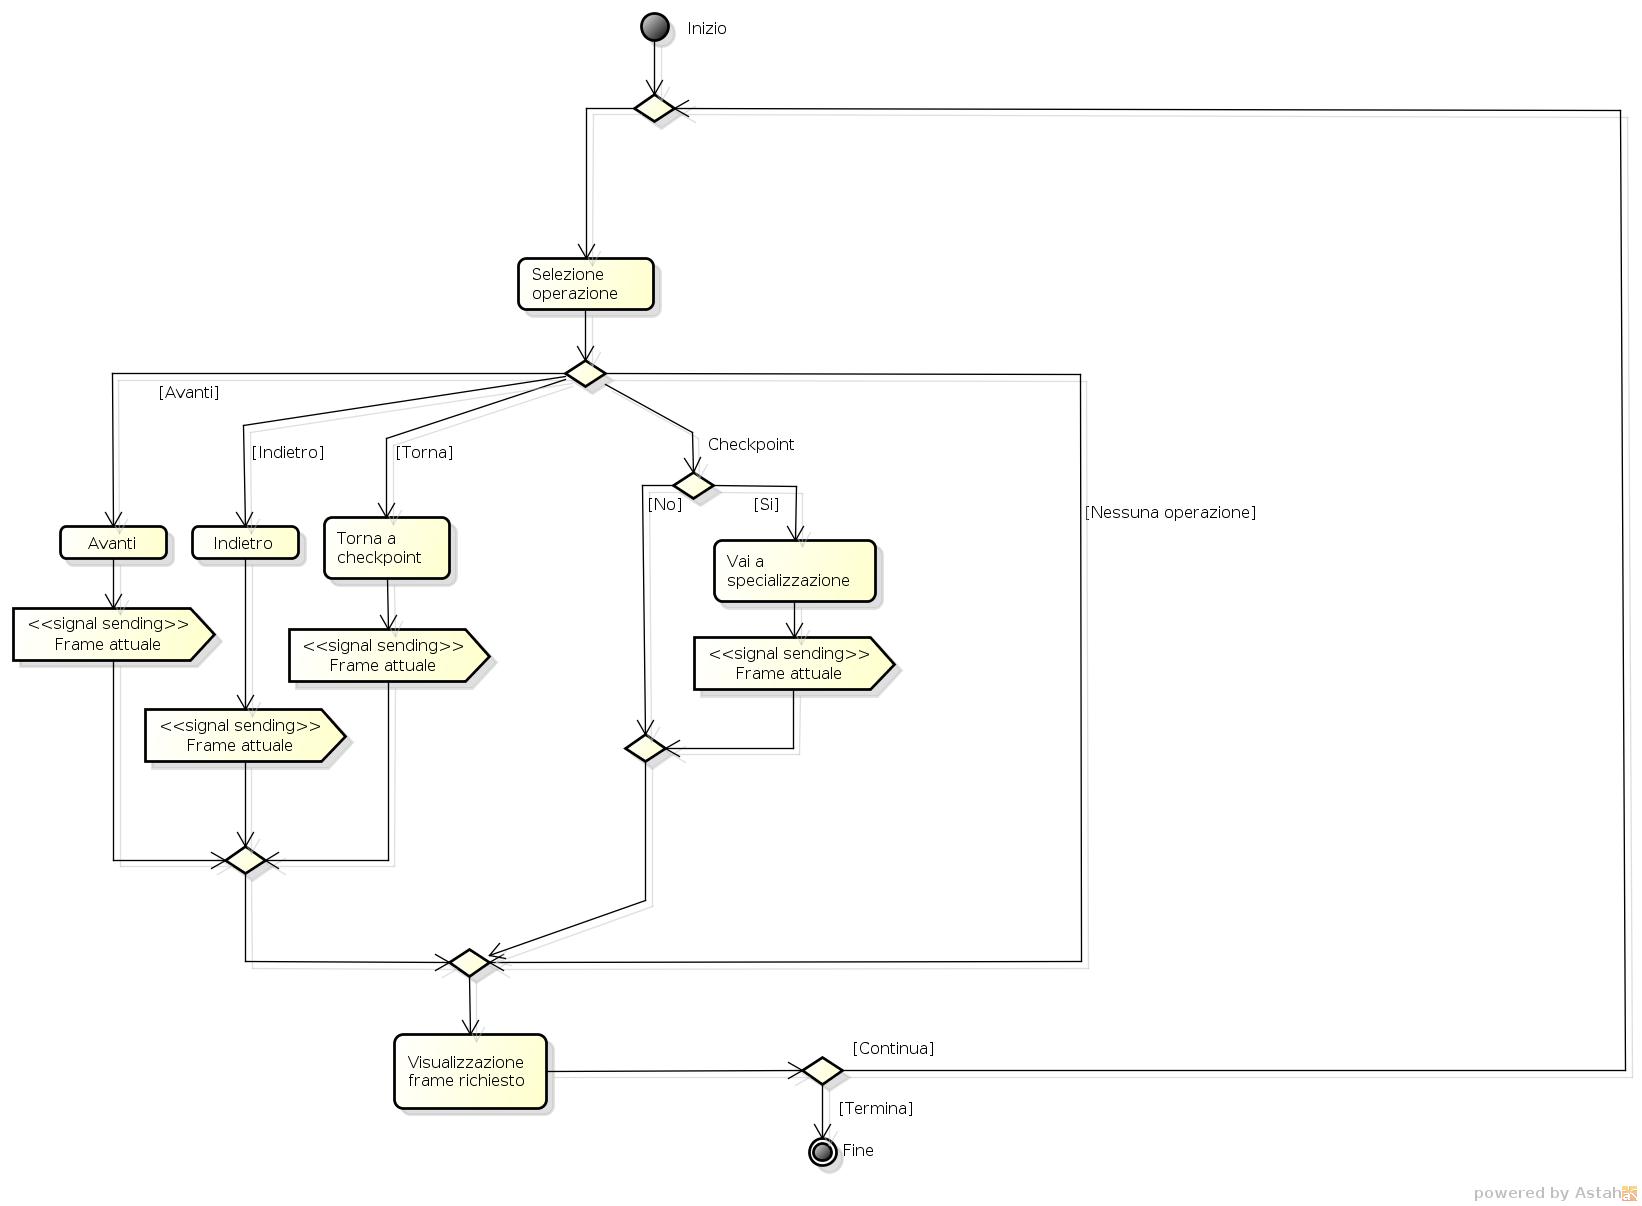 Inizio
Selezione
operazione
[Avanti]
[Indietro]
[Torna]
Checkpoint
[No]
[Si]
[Nessuna operazione]
Avanti
Indietro
Torna a
checkpoint
Vai a
specializzazione
<<signal sending>>
Frame attuale
<<signal sending>>
Frame attuale
<<signal sending>>
Frame attuale
<<signal sending>>
Frame attuale
Visualizzazione
frame richiesto
[Continua]
[Termina]
Fine
powered by Astah